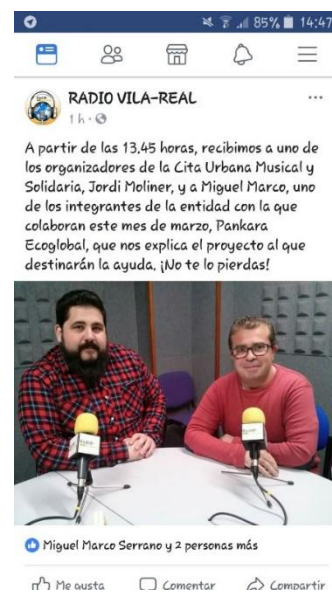 85% 14:47
RADIO VILA-REAL
1 h
A partir de las 13.45 horas, recibimos a uno de
los organizadores de la Cita Urbana Musical y
Solidaria, Jordi Moliner, y a Miguel Marco, uno
de los integrantes de la entidad con la que
colaboran este mes de marzo, Pankara
Ecoglobal, que nos explica el proyecto al que
destinarán la ayuda. ¡No te lo pierdas!
Miguel Marco Serrano y 2 personas más
Me gusta Comentar Compartir